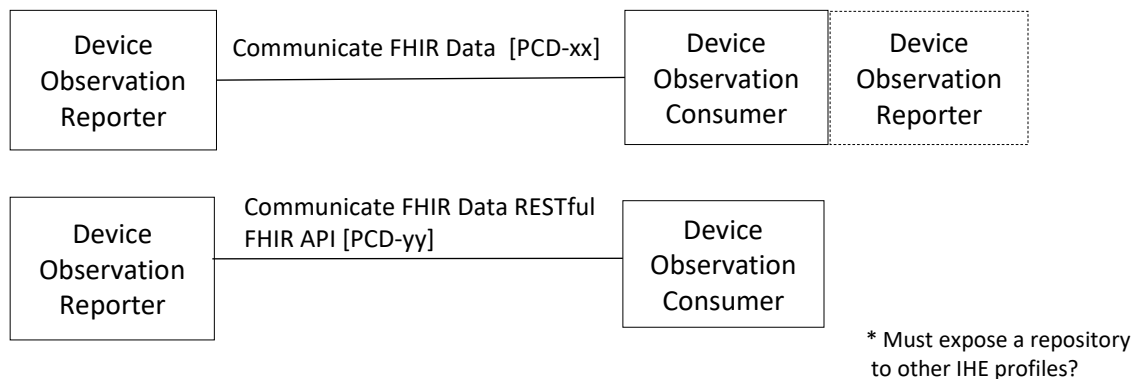 Device
Observation
Reporter
Communicate FHIR Data  [PCD-xx]
Device
Observation
Consumer
Device
Observation
Reporter
Device
Observation
Reporter
Communicate FHIR Data RESTful
FHIR API [PCD-yy]
Device
Observation
Consumer
* Must expose a repository
to other IHE profiles?